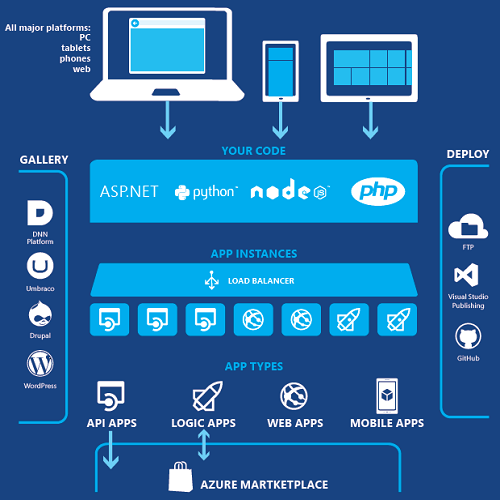 All major platforms:
PC
tablets
phones
web
GALLERY
DEPLOY
YOUR CODE
ASP.NET
python
node
JS
php
DNN
Platform
Umbraco
Drupal
WordPress
FTP
Visual Studio
Publishing
GitHub
APP INSTANCES
LOAD BALANCER
APP TYPES
API APPS
LOGIC APPS
WEB APPS
MOBILE APPS
AZURE MARTKETPLACE